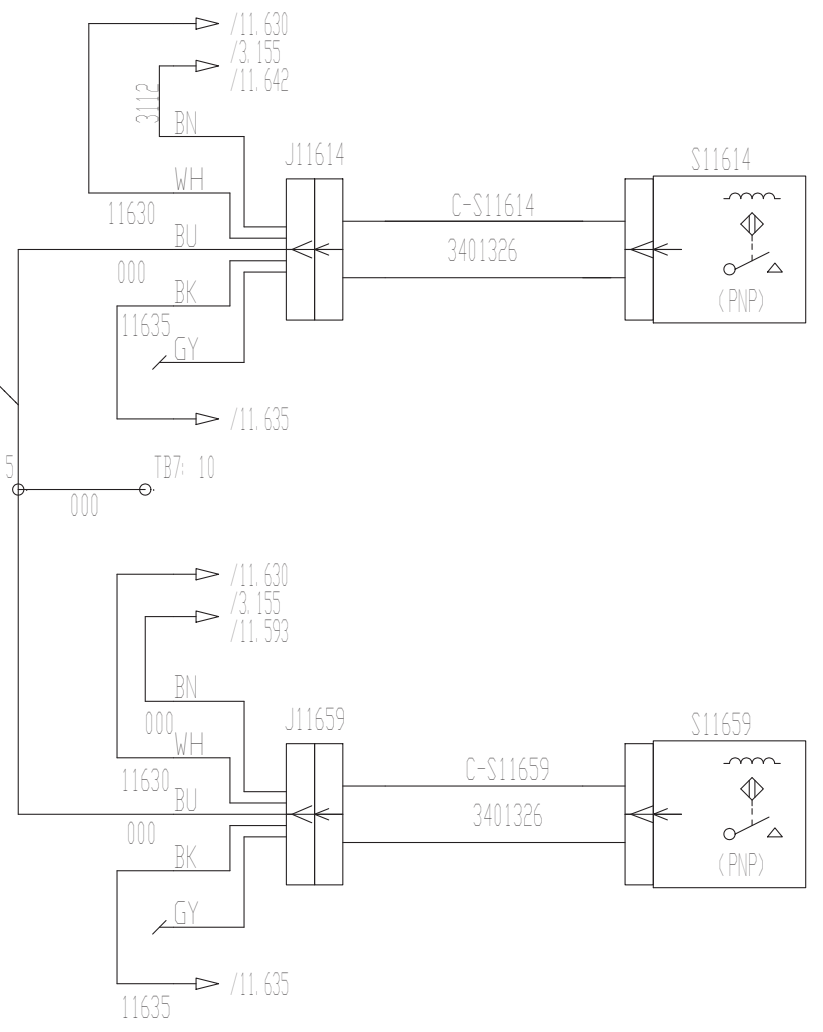 /11.630
/3.155
/11.642
3112
BN
J11614
S11614
WH
C-S11614
11630
BU
3401326
000
BK
(PNP)
11635
GY
/11.635
5
TB7: 10
000
/11.630
/3.155
/11.593
BN
000
J11659
S11659
WH
C-S11659
11630
BU
3401326
000
BK
(PNP)
GY
/11.635
11635